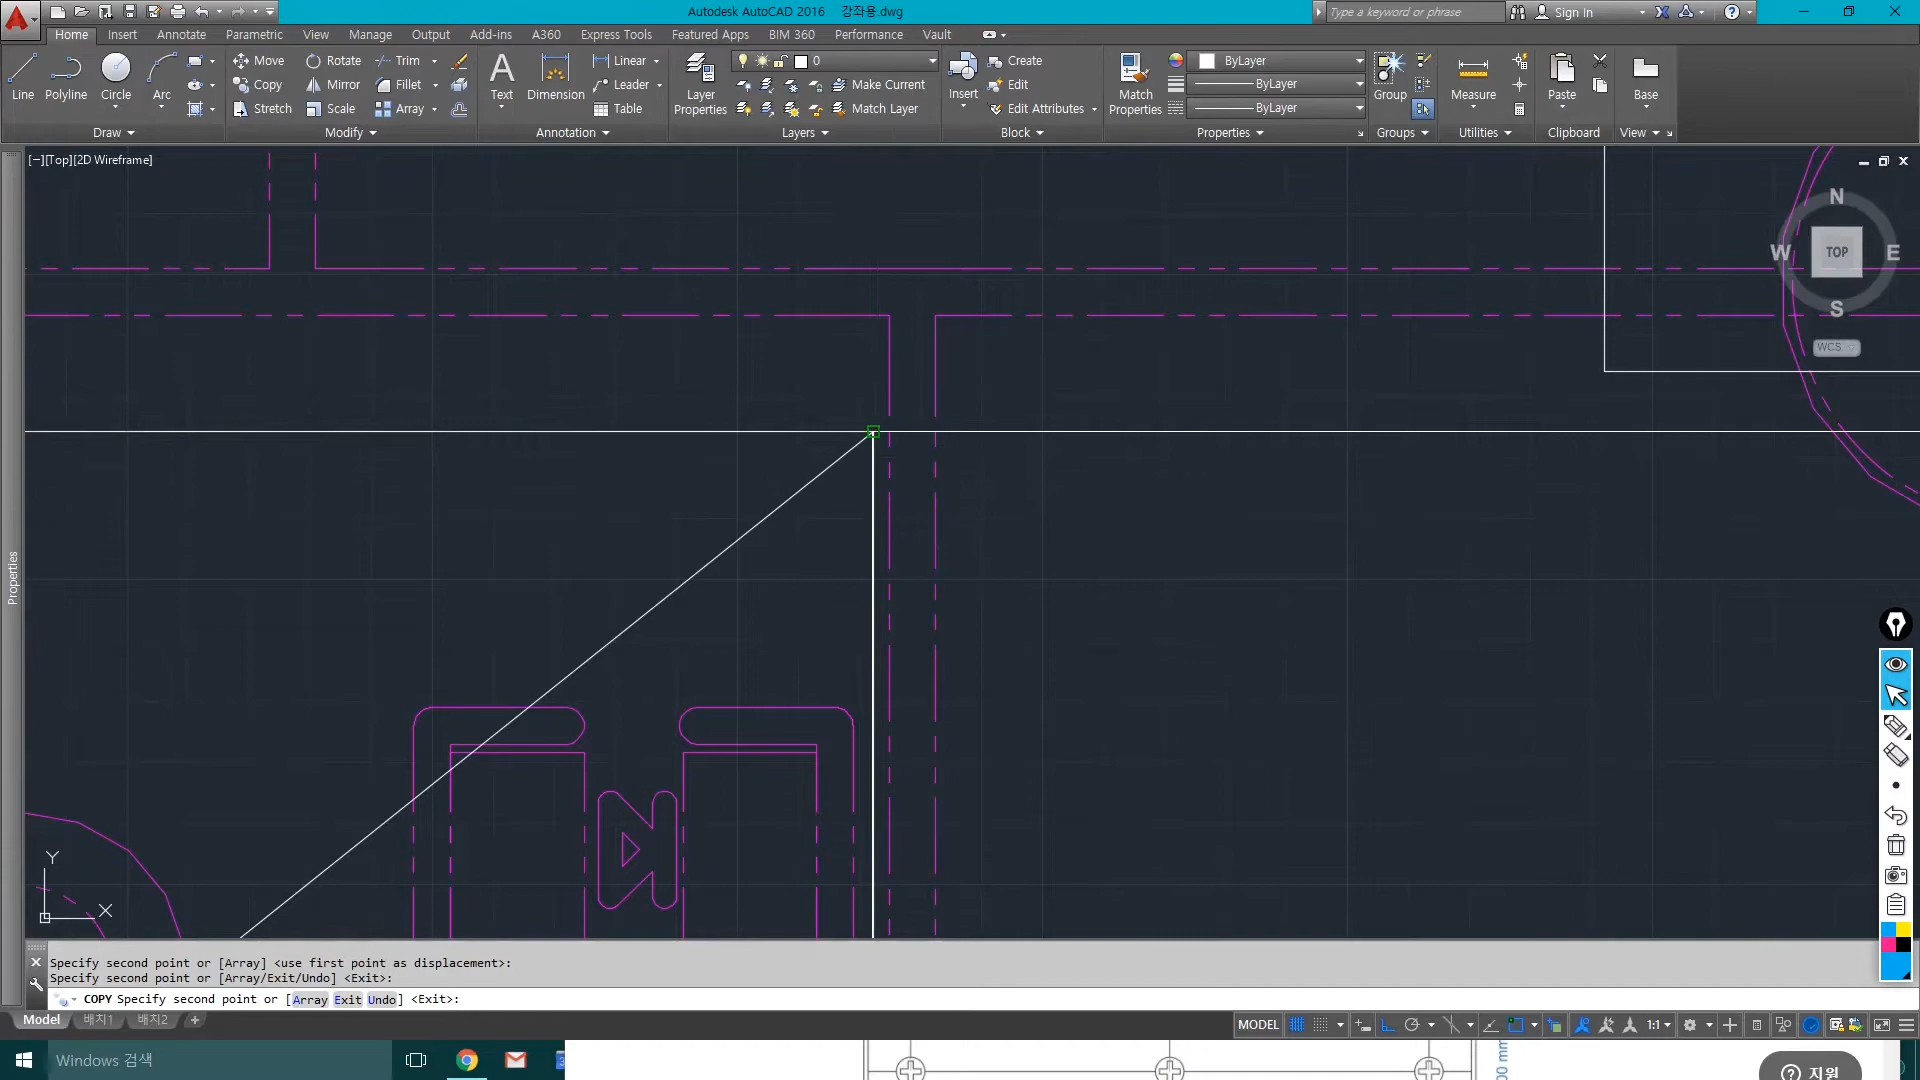 Autodesk AutoCAD 2016 강좌용.dwg
Type a keyword or phrase
Sign In
Home Insert Annotate Parametric View Manage Output Add-ins A360 Express Tools Featured Apps BIM 360 Performance Vault
Line Polyline Circle Arc
Move Rotate Trim
Copy Mirror Fillet
Stretch Scale Array
Text Dimension
Linear
Leader
Table
Layer Properties
0
Make Current
Match Layer
Insert
Create
Edit
Edit Attributes
Match Properties
ByLayer
ByLayer
ByLayer
Group
Measure
Paste
Base
Draw Modify Annotation Layers Block Properties Groups Utilities Clipboard View
[−][Top][2D Wireframe]
N
W TOP E
S
WCS
Properties
Y
X
Specify second point or [Array] <use first point as displacement>:
Specify second point or [Array/Exit/Undo] <Exit>:
COPY Specify second point or [Array Exit Undo] <Exit>:
Model 배치1 배치2 +
MODEL 1:1
Windows 검색
00 mm
지원